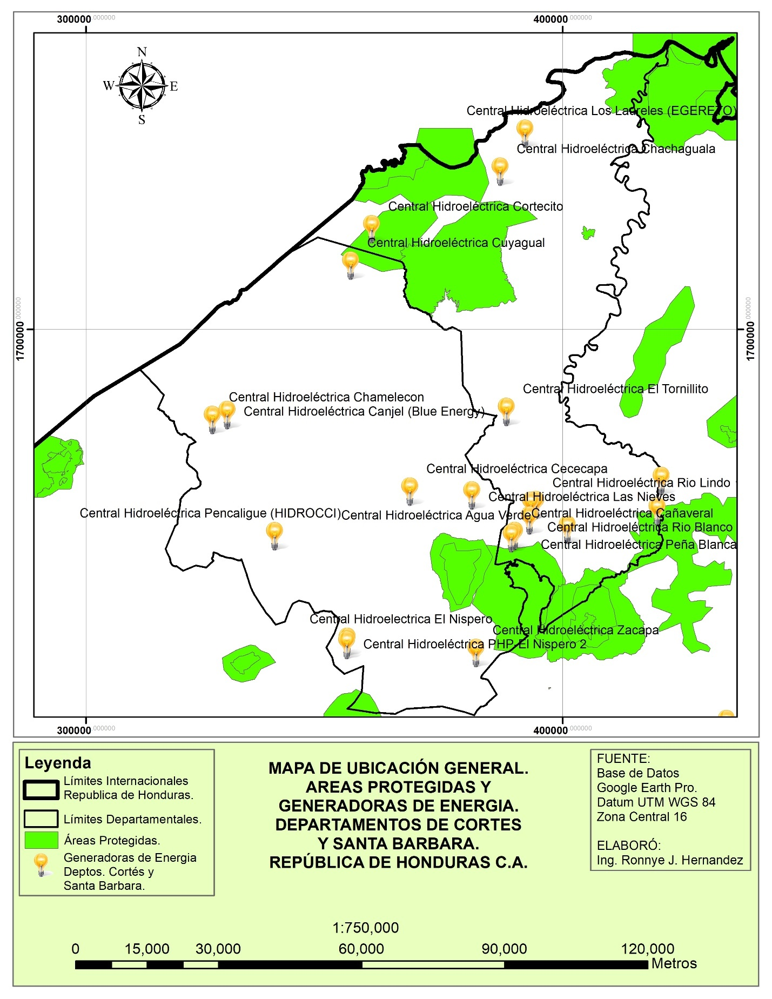 300000.000000
400000.000000
N
W
E
S
Central Hidroeléctrica Los Laureles (EGERETO)
Central Hidroeléctrica Chachaguala
Central Hidroeléctrica Cortecito
Central Hidroeléctrica Cuyagual
1700000.000000
1700000.000000
Central Hidroeléctrica El Tornillito
Central Hidroeléctrica Chamelecon
Central Hidroeléctrica Canjel (Blue Energy)
Central Hidroeléctrica Cececapa
Central Hidroeléctrica Rio Lindo
Central Hidroeléctrica Las Nieves
Central Hidroeléctrica Pencaligue (HIDROCCI)
Central Hidroeléctrica Agua Verde
Central Hidroeléctrica Cañaveral
Central Hidroeléctrica Rio Blanco
Central Hidroeléctrica Peña Blanca
Central Hidroelectrica El Nispero
Central Hidroeléctrica Zacapa
Central Hidroeléctrica PHP-El Nispero 2
300000.000000
400000.000000
Leyenda
Límites Internacionales
Republica de Honduras.
Límites Departamentales.
Áreas Protegidas.
Generadoras de Energia
Deptos. Cortés y
Santa Barbara.
MAPA DE UBICACIÓN GENERAL.
AREAS PROTEGIDAS Y
GENERADORAS DE ENERGIA.
DEPARTAMENTOS DE CORTES
Y SANTA BARBARA.
REPÚBLICA DE HONDURAS C.A.
FUENTE:
Base de Datos
Google Earth Pro.
Datum UTM WGS 84
Zona Central 16
ELABORÓ:
Ing. Ronnye J. Hernandez
1:750,000
0 15,000 30,000 60,000 90,000 120,000
Metros